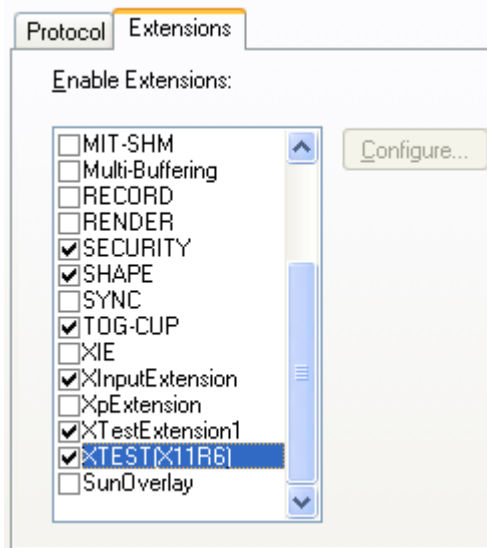 Protocol Extensions
Enable Extensions:
MIT-SHM
Configure...
Multi-Buffering
RECORD
RENDER
SECURITY
SHAPE
SYNC
TOG-CUP
XIE
XInputExtension
XpExtension
XTestExtension1
XTEST(X11R6)
SunOverlay